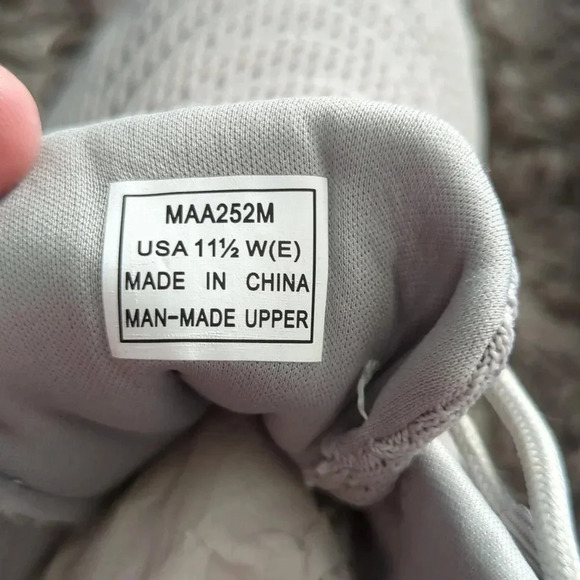 MAA252M
USA 11½ W(E)
MADE IN CHINA
MAN-MADE UPPER